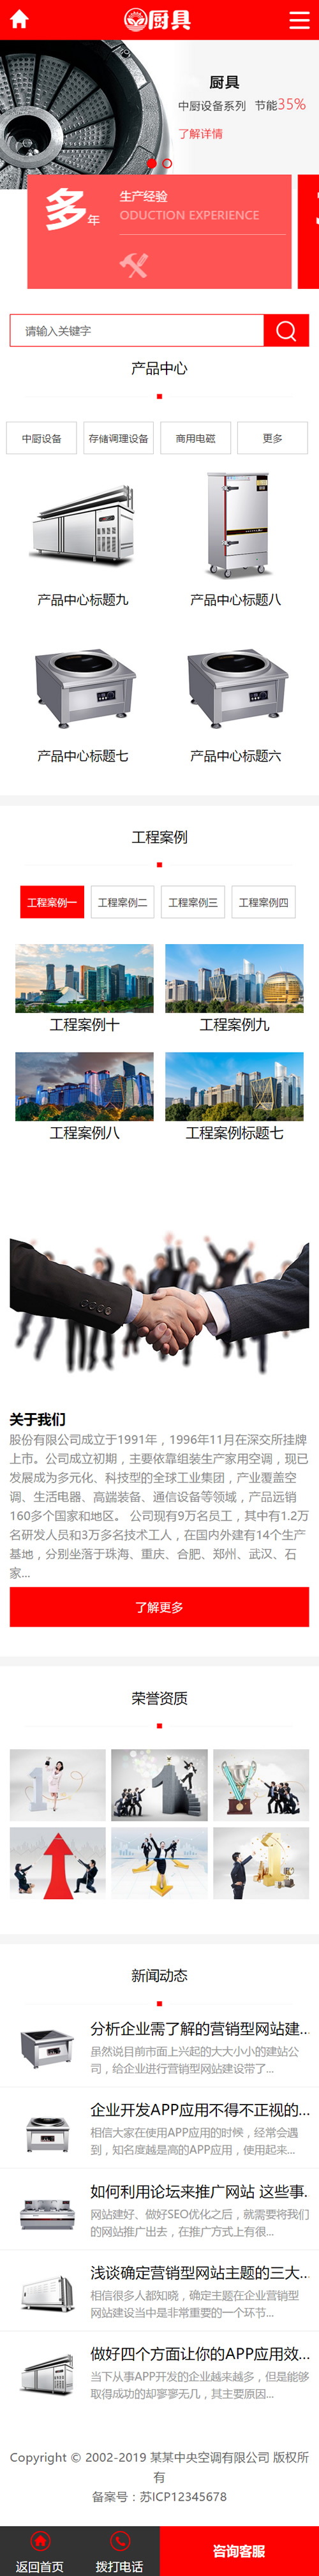 厨具
厨具
中厨设备系列 节能35%
了解详情
多年
生产经验
ODUCTION EXPERIENCE
请输入关键字
产品中心
中厨设备
存储调理设备
商用电磁
更多
产品中心标题九
产品中心标题八
产品中心标题七
产品中心标题六
工程案例
工程案例一
工程案例二
工程案例三
工程案例四
工程案例十
工程案例九
工程案例八
工程案例标题七
关于我们
股份有限公司成立于1991年，1996年11月在深交所挂牌
上市。公司成立初期，主要依靠组装生产家用空调，现已
发展成为多元化、科技型的全球工业集团，产业覆盖空
调、生活电器、高端装备、通信设备等领域，产品远销
160多个国家和地区。 公司现有9万名员工，其中有1.2万
名研发人员和3万多名技术工人，在国内外建有14个生产
基地，分别坐落于珠海、重庆、合肥、郑州、武汉、石
家...
了解更多
荣誉资质
新闻动态
分析企业需了解的营销型网站建...
虽然说目前市面上兴起的大大小小的建站公
司，给企业进行营销型网站建设带了...
企业开发APP应用不得不正视的...
相信大家在使用APP应用的时候，经常会遇
到，知名度越是高的APP应用，使用起来...
如何利用论坛来推广网站 这些事...
网站建好、做好SEO优化之后，就需要将我们
的网站推广出去，在推广方式上有很...
浅谈确定营销型网站主题的三大...
相信很多人都知晓，确定主题在企业营销型
网站建设当中是非常重要的一个环节...
做好四个方面让你的APP应用效...
当下从事APP开发的企业越来越多，但是能够
取得成功的却寥寥无几，其主要原因...
Copyright © 2002-2019 某某中央空调有限公司 版权所
有
备案号：苏ICP12345678
返回首页
拨打电话
咨询客服